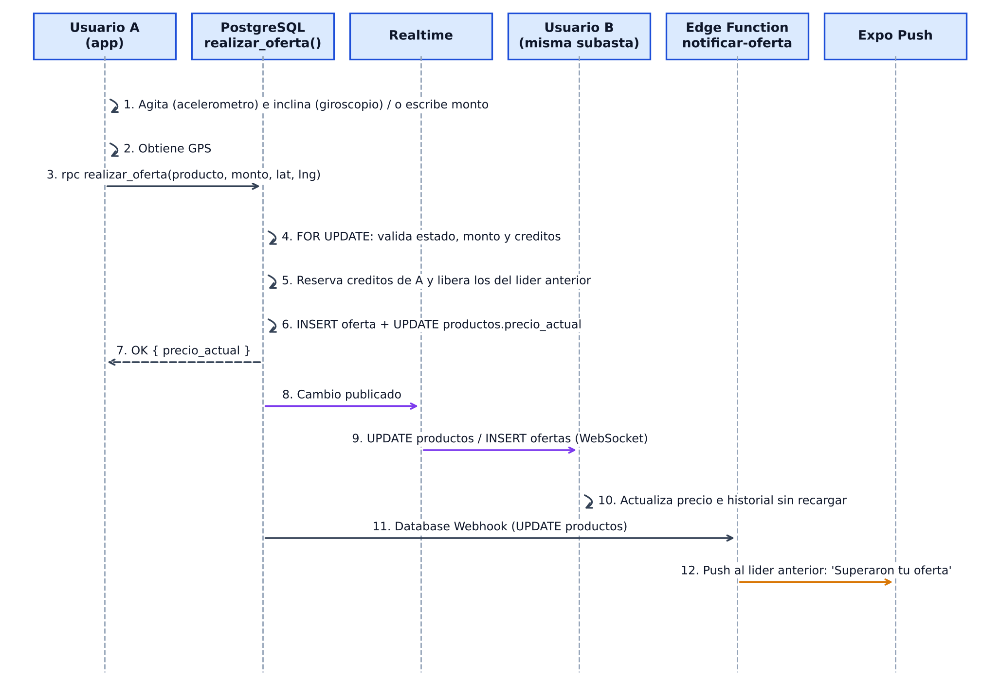 Usuario A
(app)
PostgreSQL
realizar_oferta()
Realtime
Usuario B
(misma subasta)
Edge Function
notificar-oferta
Expo Push
1. Agita (acelerometro) e inclina (giroscopio) / o escribe monto
2. Obtiene GPS
3. rpc realizar_oferta(producto, monto, lat, lng)
4. FOR UPDATE: valida estado, monto y creditos
5. Reserva creditos de A y libera los del lider anterior
6. INSERT oferta + UPDATE productos.precio_actual
7. OK { precio_actual }
8. Cambio publicado
9. UPDATE productos / INSERT ofertas (WebSocket)
10. Actualiza precio e historial sin recargar
11. Database Webhook (UPDATE productos)
12. Push al lider anterior: 'Superaron tu oferta'